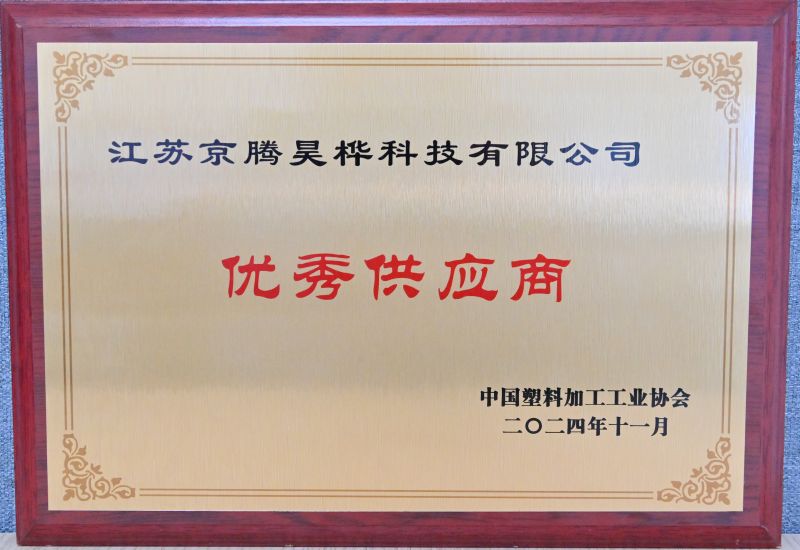 江苏京腾昊桦科技有限公司
优秀供应商
中国塑料加工工业协会
二〇二四年十一月